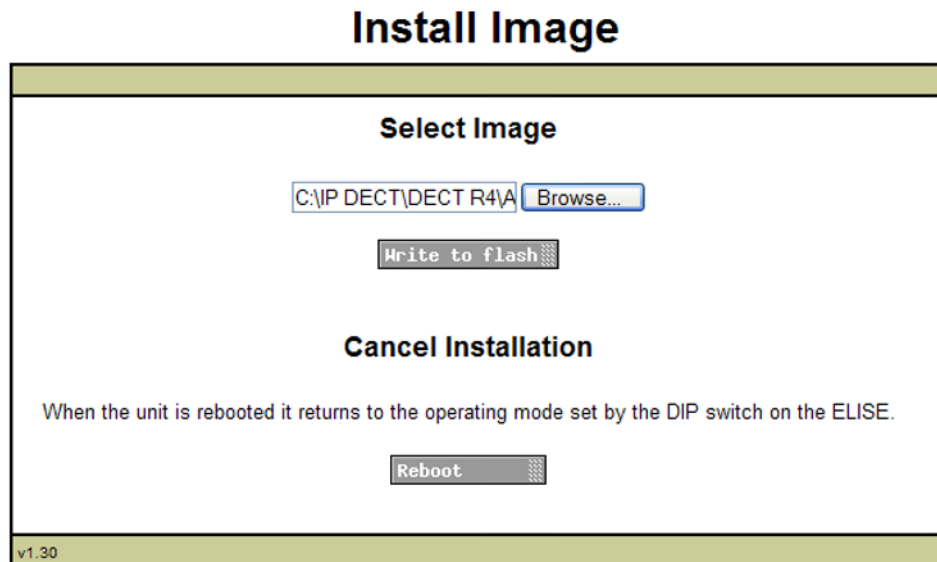 Install Image
Select Image
C:\IP DECT\DECT R4\A Browse...
Write to flash
Cancel Installation
When the unit is rebooted it returns to the operating mode set by the DIP switch on the ELISE.
Reboot
v1.30